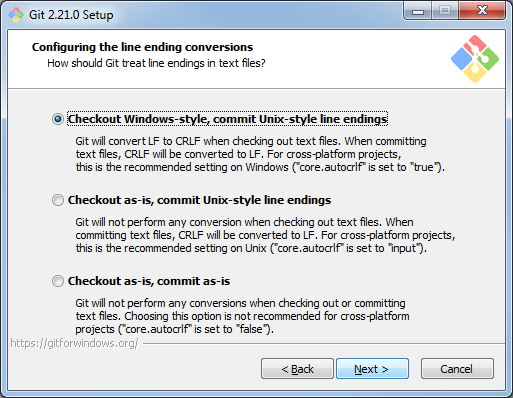 Git 2.21.0 Setup
Configuring the line ending conversions
How should Git treat line endings in text files?
Checkout Windows-style, commit Unix-style line endings
Git will convert LF to CRLF when checking out text files. When committing
text files, CRLF will be converted to LF. For cross-platform projects,
this is the recommended setting on Windows ("core.autocrlf" is set to "true").
Checkout as-is, commit Unix-style line endings
Git will not perform any conversion when checking out text files. When
committing text files, CRLF will be converted to LF. For cross-platform projects,
this is the recommended setting on Unix ("core.autocrlf" is set to "input").
Checkout as-is, commit as-is
Git will not perform any conversions when checking out or committing
text files. Choosing this option is not recommended for cross-platform
projects ("core.autocrlf" is set to "false").
https://gitforwindows.org/
< Back Next > Cancel